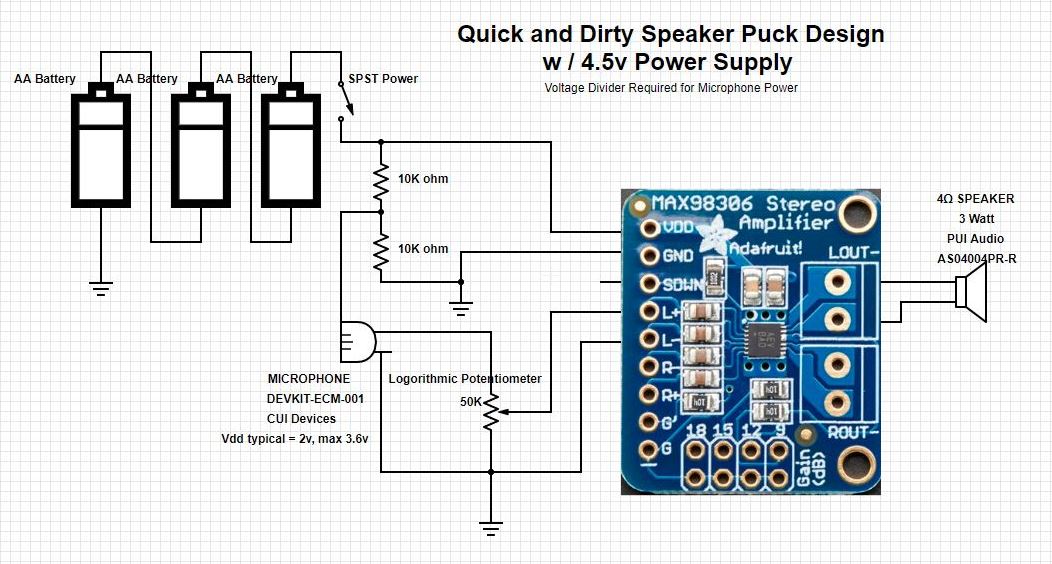 Quick and Dirty Speaker Puck Design
w / 4.5v Power Supply
Voltage Divider Required for Microphone Power
AA Battery
AA Battery
AA Battery
SPST Power
10K ohm
10K ohm
MICROPHONE
DEVKIT-ECM-001
CUI Devices
Vdd typical = 2v, max 3.6v
Logorithmic Potentiometer
50K
MAX98306 Stereo
Amplifier
Adafruit!
VDD
GND
SDWN
L+
L-
R-
R+
G'
G
LOUT-
ROUT-
18 15 12 9
Gain
(dB)
4Ω SPEAKER
3 Watt
PUI Audio
AS04004PR-R